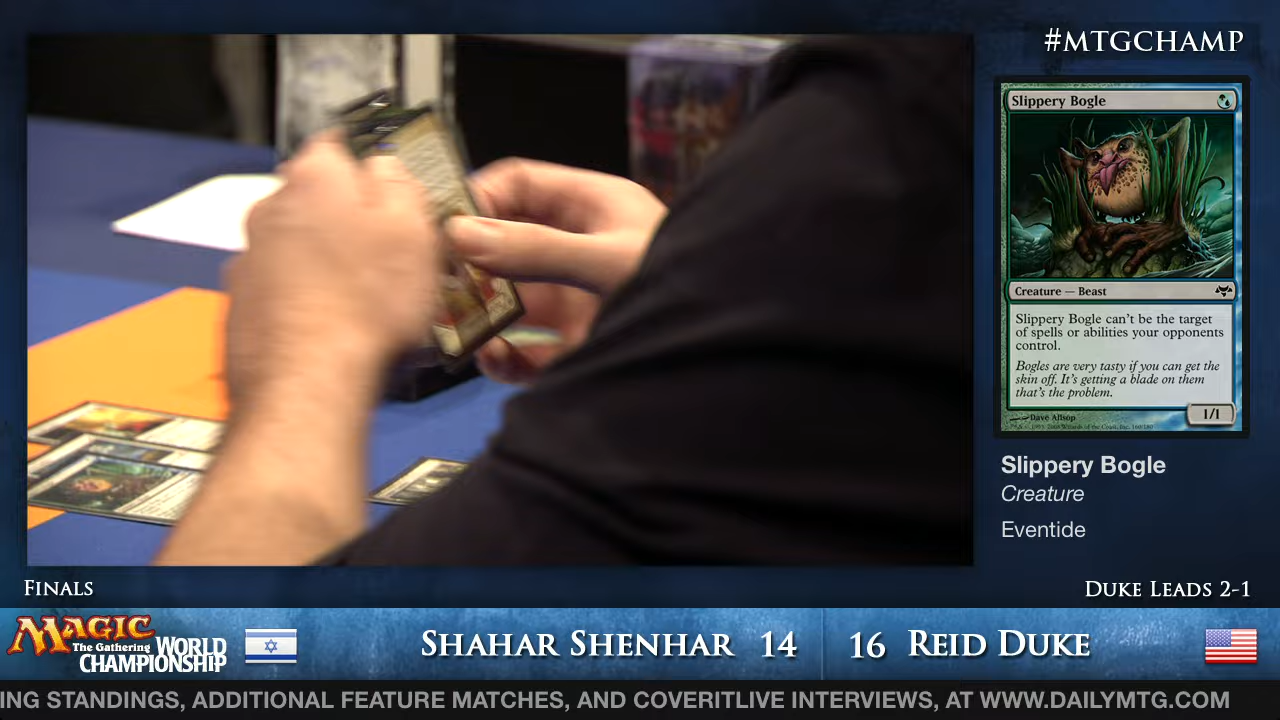 #MTGCHAMP
Slippery Bogle
Creature — Beast
Slippery Bogle can't be the target
of spells or abilities your opponents
control.
Bogles are very tasty if you can get the
skin off. It's getting a blade on them
that's the problem.
Dave Allsop
1/1
Slippery Bogle
Creature
Eventide
FINALS
DUKE LEADS 2-1
MAGIC
The Gathering
WORLD
CHAMPIONSHIP
SHAHAR SHENHAR 14
16 REID DUKE
ING STANDINGS, ADDITIONAL FEATURE MATCHES, AND COVERITLIVE INTERVIEWS, AT WWW.DAILYMTG.COM